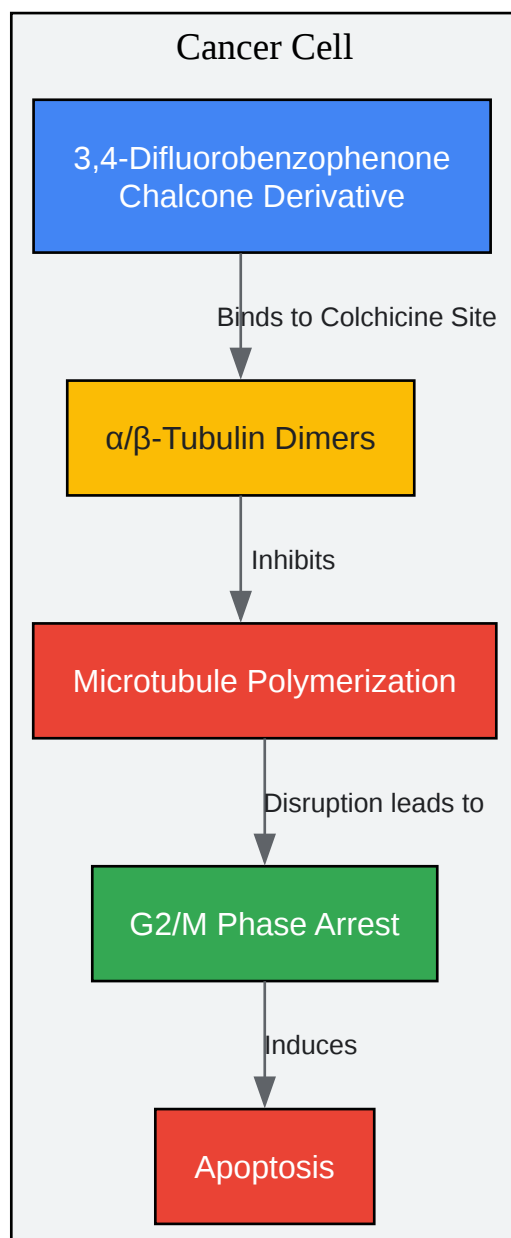 Cancer Cell
3,4-Difluorobenzophenone
Chalcone Derivative
Binds to Colchicine Site
α/β-Tubulin Dimers
Inhibits
Microtubule Polymerization
Disruption leads to
G2/M Phase Arrest
Induces
Apoptosis